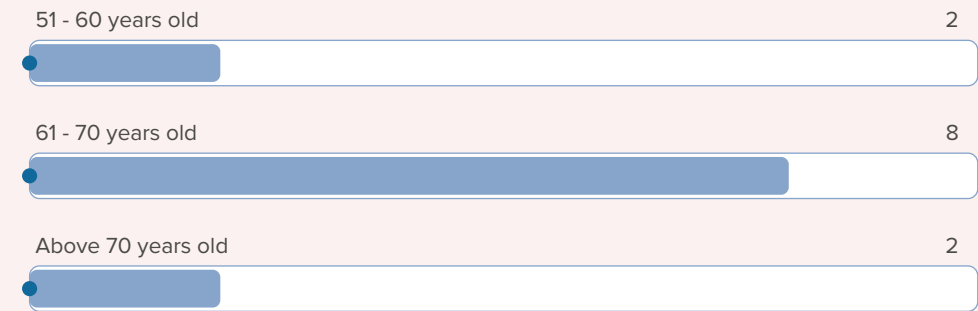 51 - 60 years old 2
61 - 70 years old 8
Above 70 years old 2